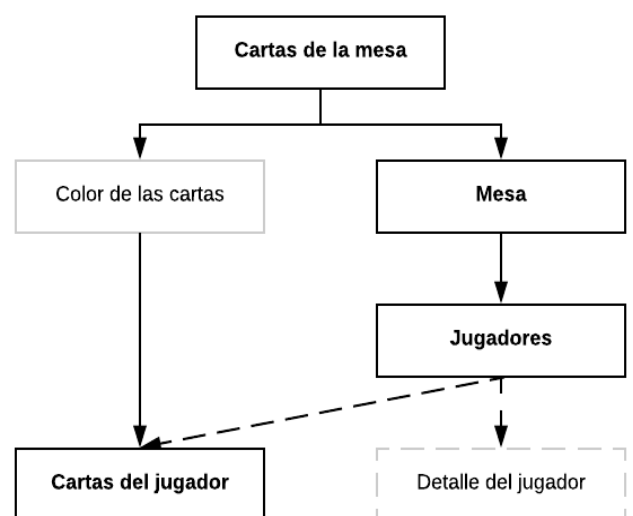 Cartas de la mesa
Color de las cartas
Mesa
Jugadores
Cartas del jugador
Detalle del jugador